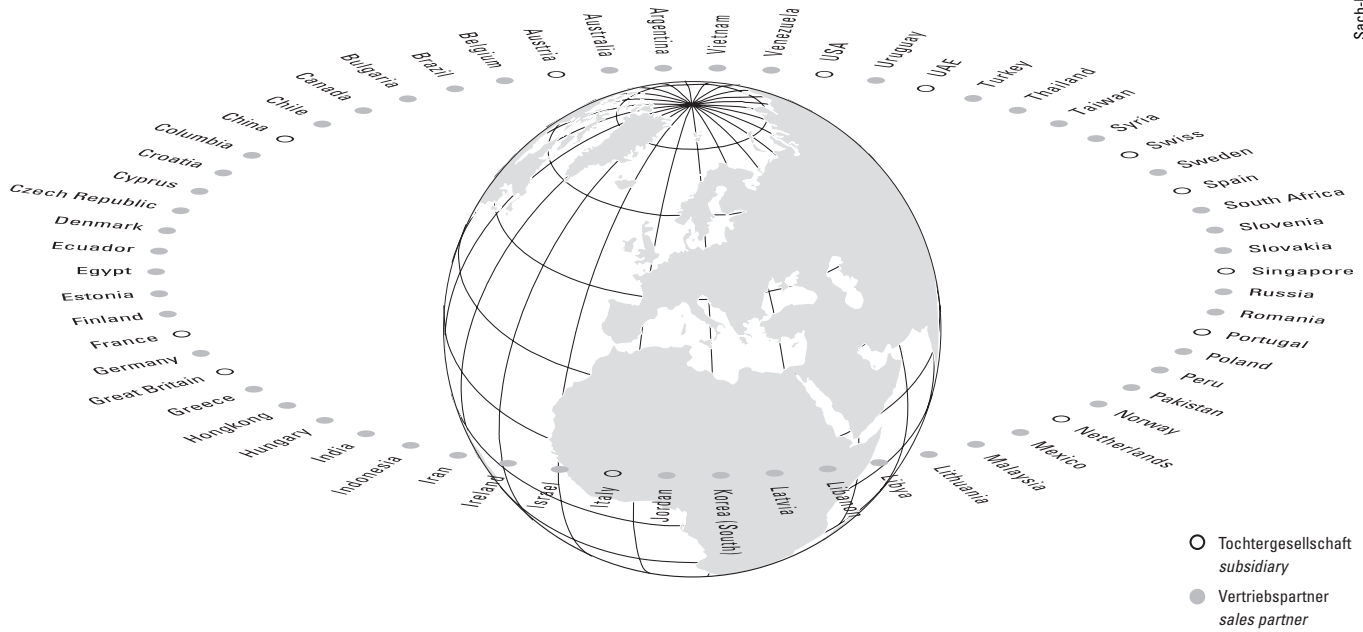 Argentina
Vietnam
Venezuela
USA
Uruguay
UAE
Turkey
Thailand
Taiwan
Syria
Swiss
Sweden
Spain
South Africa
Slovenia
Slovakia
Singapore
Russia
Romania
Portugal
Poland
Peru
Pakistan
Norway
Netherlands
Mexico
Malaysia
Lithuania
Libya
Libanon
Latvia
Korea (South)
Jordan
Italy
Israel
Ireland
Iran
Indonesia
India
Hungary
Hongkong
Greece
Great Britain
Germany
France
Finland
Estonia
Egypt
Ecuador
Denmark
Czech Republic
Cyprus
Croatia
Columbia
China
Chile
Canada
Bulgaria
Brazil
Belgium
Austria
Australia
Tochtergesellschaft
subsidiary
Vertriebspartner
sales partner